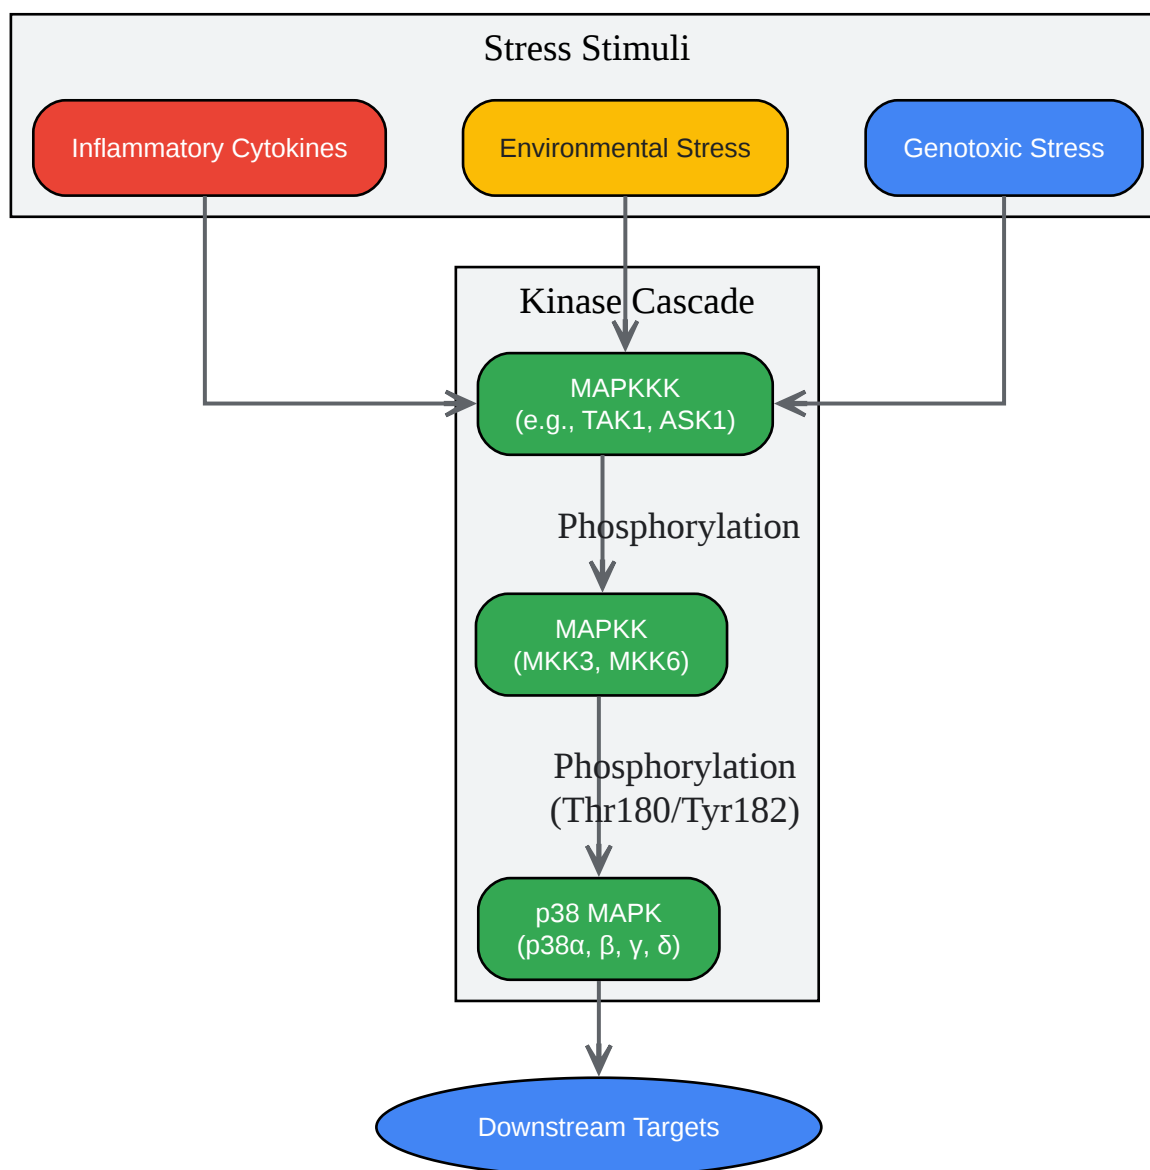 Stress Stimuli
Inflammatory Cytokines
Environmental Stress
Genotoxic Stress
Kinase Cascade
MAPKKK
(e.g., TAK1, ASK1)
Phosphorylation
MAPKK
(MKK3, MKK6)
Phosphorylation
(Thr180/Tyr182)
p38 MAPK
(p38α, β, γ, δ)
Downstream Targets